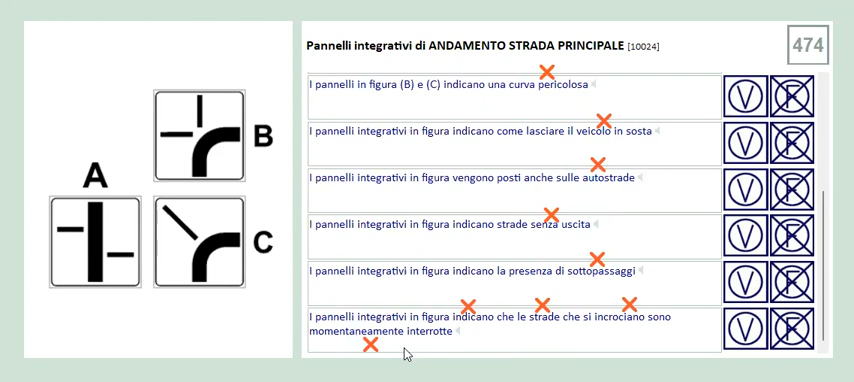 Pannelli integrativi di ANDAMENTO STRADA PRINCIPALE [10024]
474
I pannelli in figura (B) e (C) indicano una curva pericolosa
V F
I pannelli integrativi in figura indicano come lasciare il veicolo in sosta
V F
I pannelli integrativi in figura vengono posti anche sulle autostrade
V F
I pannelli integrativi in figura indicano strade senza uscita
V F
I pannelli integrativi in figura indicano la presenza di sottopassaggi
V F
I pannelli integrativi in figura indicano che le strade che si incrociano sono
momentaneamente interrotte
V F
B
A
C